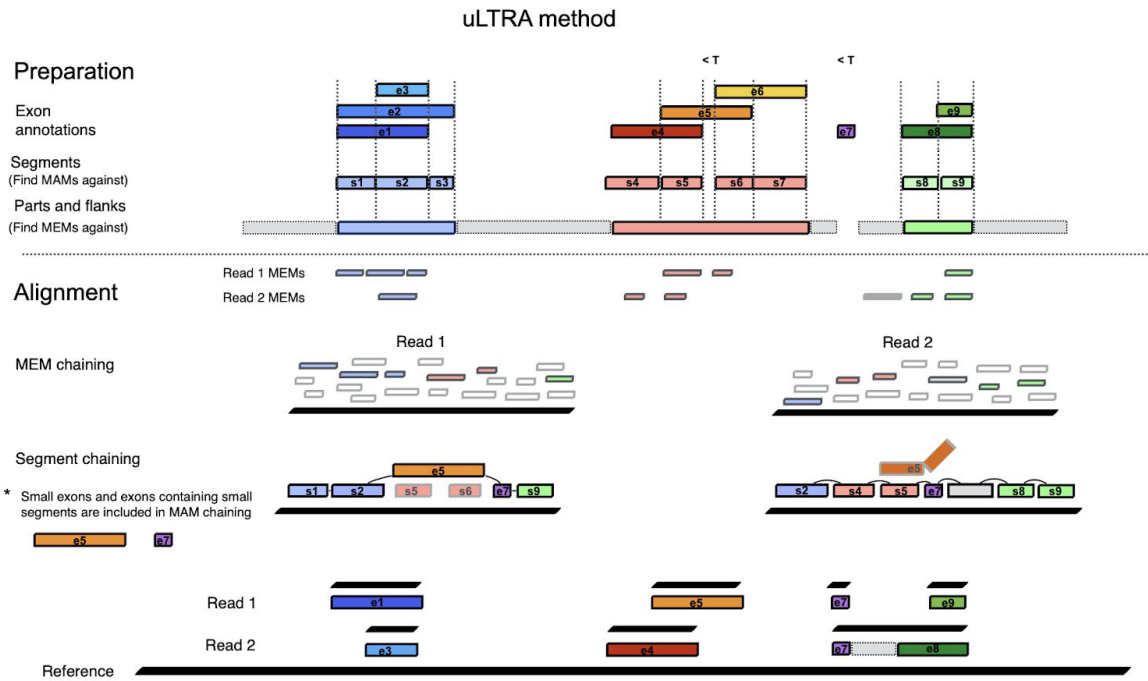 uLTRA method
Preparation
< T < T
e3 e6
Exon
annotations
e2 e5 e9
e1 e4 e7 e8
Segments
(Find MAMs against)
s1 s2 s3 s4 s5 s6 s7 s8 s9
Parts and flanks
(Find MEMs against)
Read 1 MEMs
Alignment
Read 2 MEMs
Read 1 Read 2
MEM chaining
Segment chaining
e5 e5
s1 s2 s5 s6 e7 s9 s2 s4 s5 e7 s8 s9
* Small exons and exons containing small
segments are included in MAM chaining
e5 e7
Read 1 e1 e5 e7 e9
Read 2 e3 e4 e7 e8
Reference